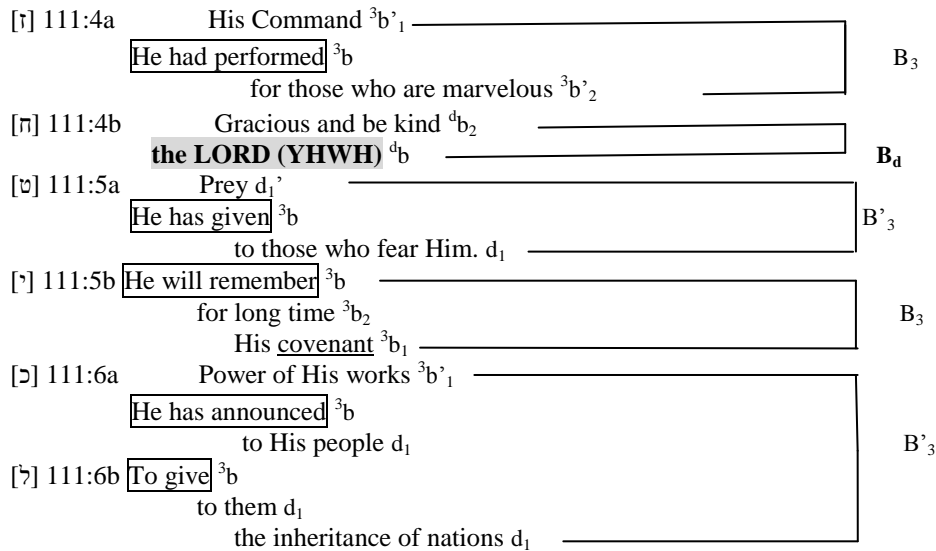 [ז] 111:4a His Command ³b’₁
He had performed ³b B₃
for those who are marvelous ³b’₂
[ח] 111:4b Gracious and be kind ᵈb₂
the LORD (YHWH) ᵈb B_d
[ט] 111:5a Prey d₁’
He has given ³b B’₃
to those who fear Him. d₁
[י] 111:5b He will remember ³b
for long time ³b₂ B₃
His covenant ³b₁
[כ] 111:6a Power of His works ³b’₁
He has announced ³b
to His people d₁ B’₃
[ל] 111:6b To give ³b
to them d₁
the inheritance of nations d₁